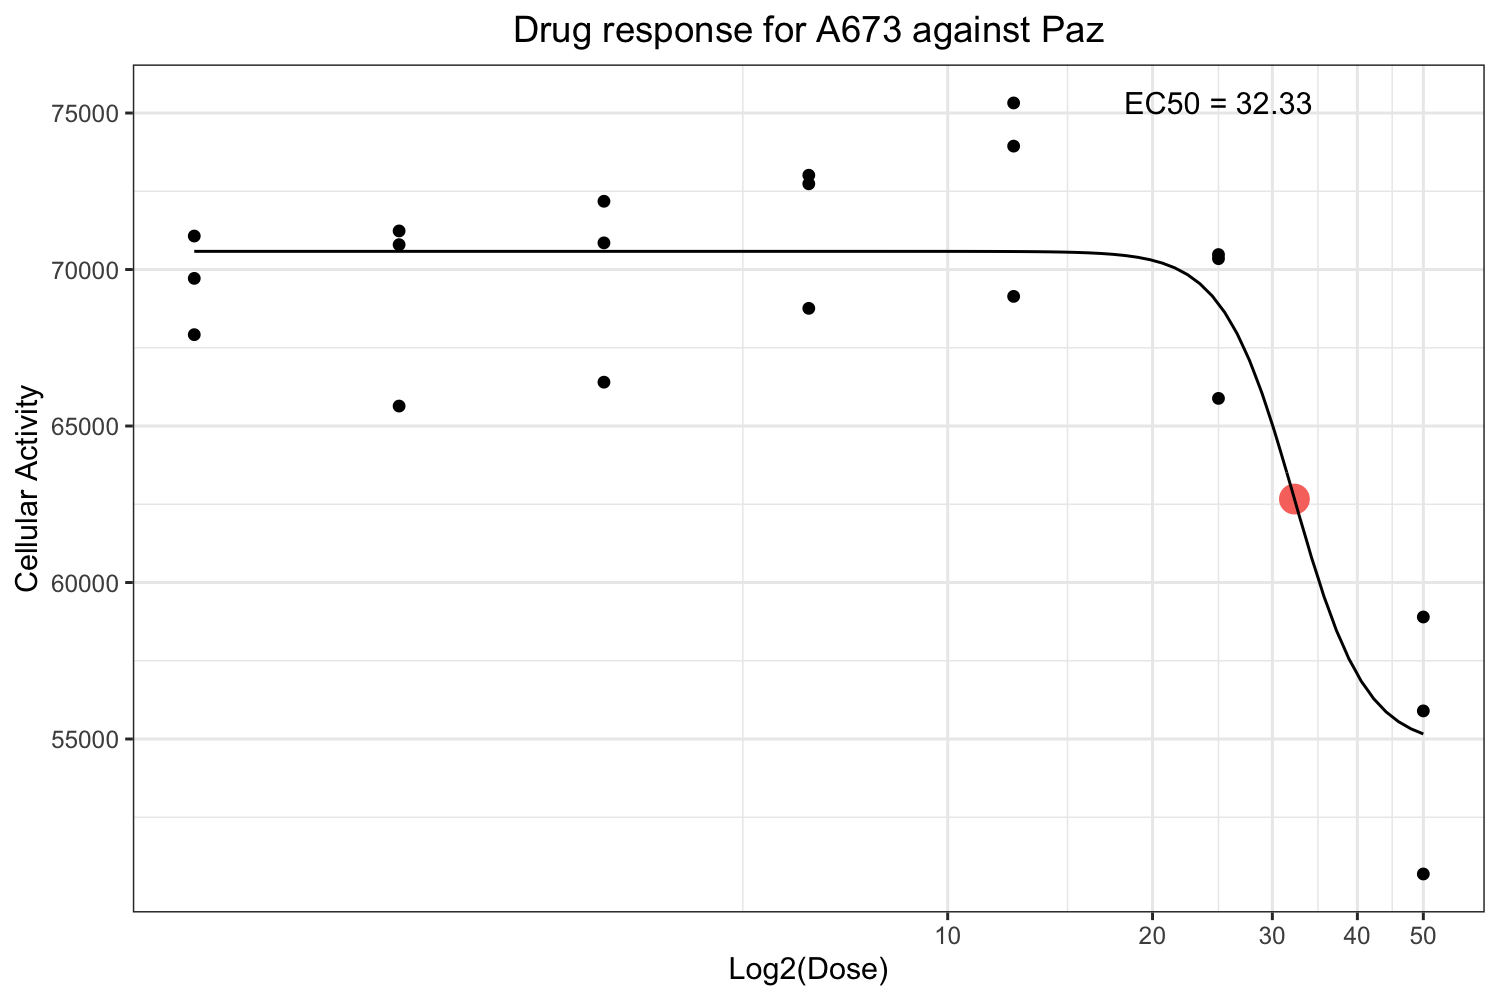 Drug response for A673 against Paz
EC50 = 32.33
75000
70000
65000
60000
55000
Cellular Activity
10 20 30 40 50
Log2(Dose)